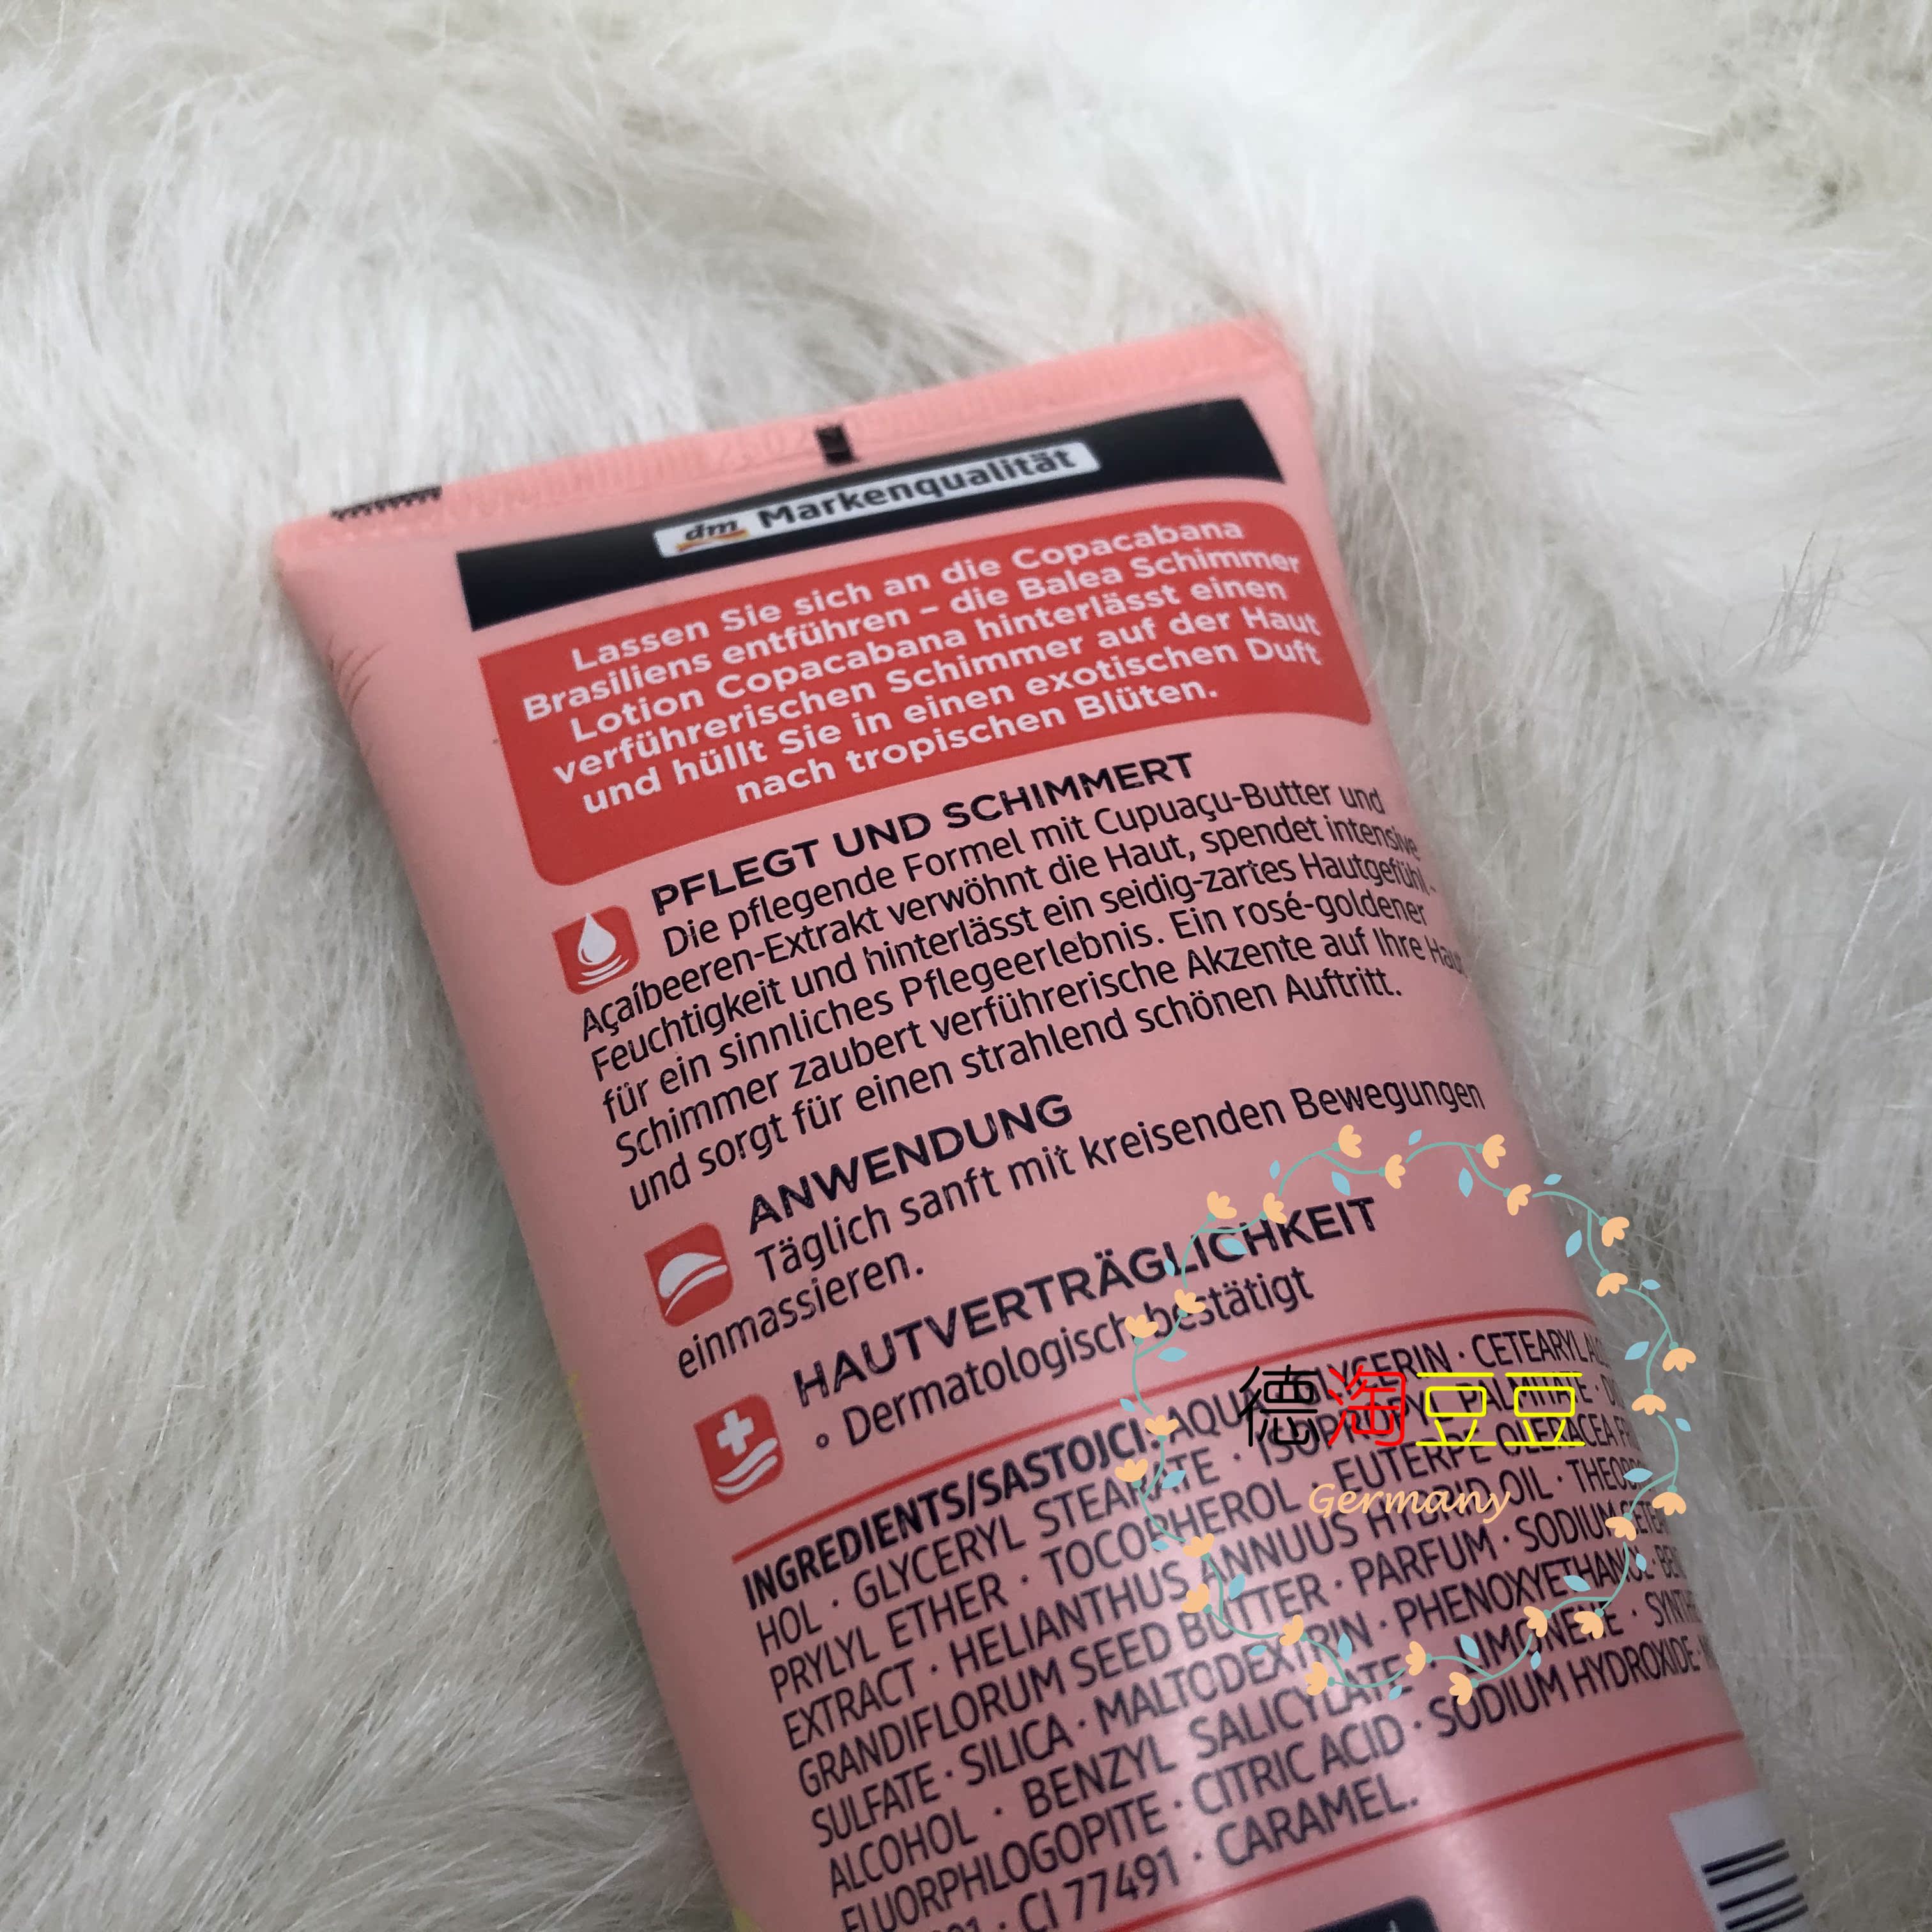 dm Markenqualität
Lassen Sie sich an die Copacabana
Brasiliens entführen – die Balea Schimmer
Lotion Copacabana hinterlässt einen
verführerischen Schimmer auf der Haut
und hüllt Sie in einen exotischen Duft
nach tropischen Blüten.
PFLEGT UND SCHIMMERT
Die pflegende Formel mit Cupuaçu-Butter und
Açaíbeeren-Extrakt verwöhnt die Haut, spendet intensive
Feuchtigkeit und hinterlässt ein seidig-zartes Hautgefühl –
für ein sinnliches Pflegeerlebnis. Ein rosé-goldener
Schimmer zaubert verführerische Akzente auf Ihre Haut
und sorgt für einen strahlend schönen Auftritt.
ANWENDUNG
Täglich sanft mit kreisenden Bewegungen
einmassieren.
HAUTVERTRÄGLICHKEIT
• Dermatologisch bestätigt
INGREDIENTS/SASTOJCI: AQUA · GLYCERIN · CETEARYL
HOL · GLYCERYL STEARATE · ISOPROPYL PALMITATE ·
PRYLYL ETHER · TOCOPHEROL · EUTERPE OLERACEA
EXTRACT · HELIANTHUS ANNUUS HYBRID OIL ·
GRANDIFLORUM SEED BUTTER · PARFUM · SODIUM
SULFATE · SILICA · MALTODEXTRIN · PHENOXYETHANOL ·
ALCOHOL · BENZYL SALICYLATE · LIMONENE ·
FLUORPHLOGOPITE · CITRIC ACID · SODIUM HYDROXIDE ·
· CI 77491 · CARAMEL.
德淘豆豆
Germany